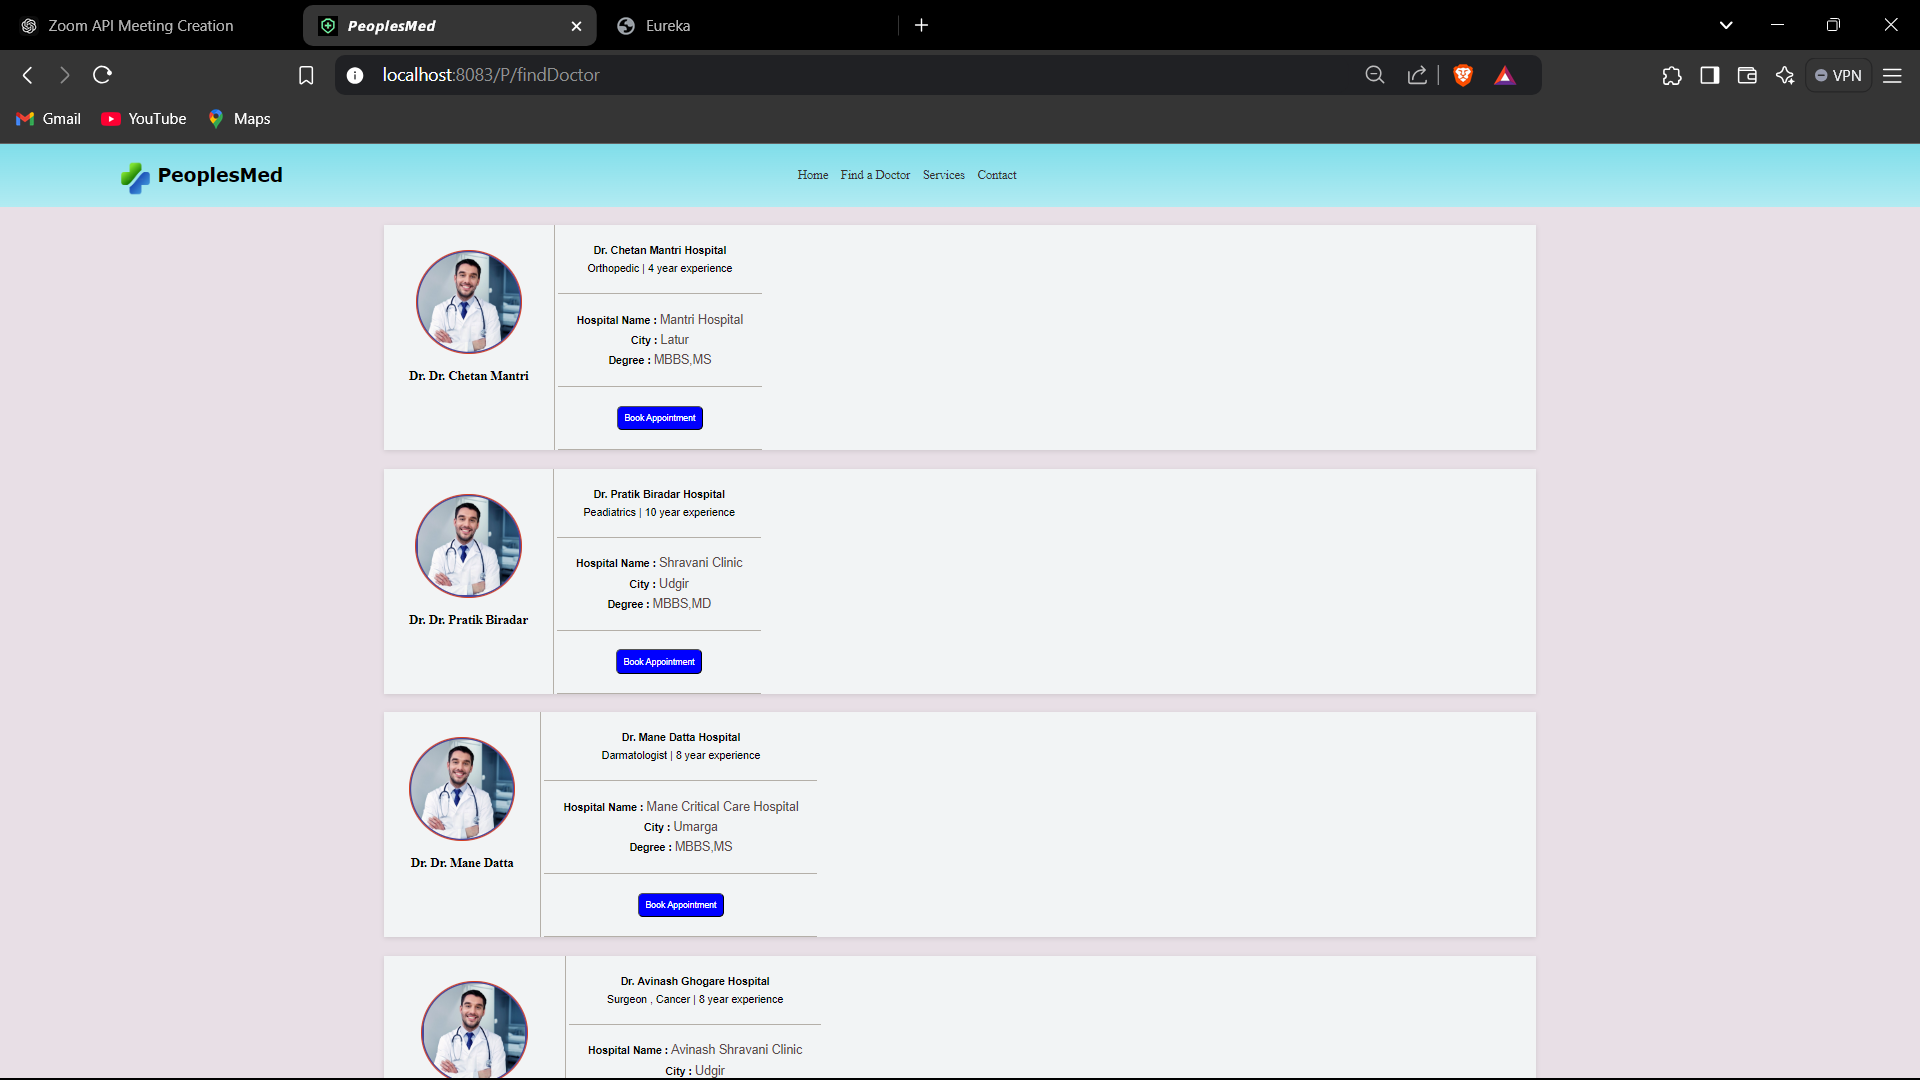 Zoom API Meeting Creation
PeoplesMed
Eureka
localhost:8083/P/findDoctor
VPN
Gmail
YouTube
Maps
PeoplesMed
Home
Find a Doctor
Services
Contact
Dr. Dr. Chetan Mantri
Dr. Chetan Mantri Hospital
Orthopedic | 4 year experience
Hospital Name : Mantri Hospital
City : Latur
Degree : MBBS,MS
Book Appointment
Dr. Dr. Pratik Biradar
Dr. Pratik Biradar Hospital
Peadiatrics | 10 year experience
Hospital Name : Shravani Clinic
City : Udgir
Degree : MBBS,MD
Book Appointment
Dr. Dr. Mane Datta
Dr. Mane Datta Hospital
Darmatologist | 8 year experience
Hospital Name : Mane Critical Care Hospital
City : Umarga
Degree : MBBS,MS
Book Appointment
Dr. Avinash Ghogare Hospital
Surgeon , Cancer | 8 year experience
Hospital Name : Avinash Shravani Clinic
City : Udgir